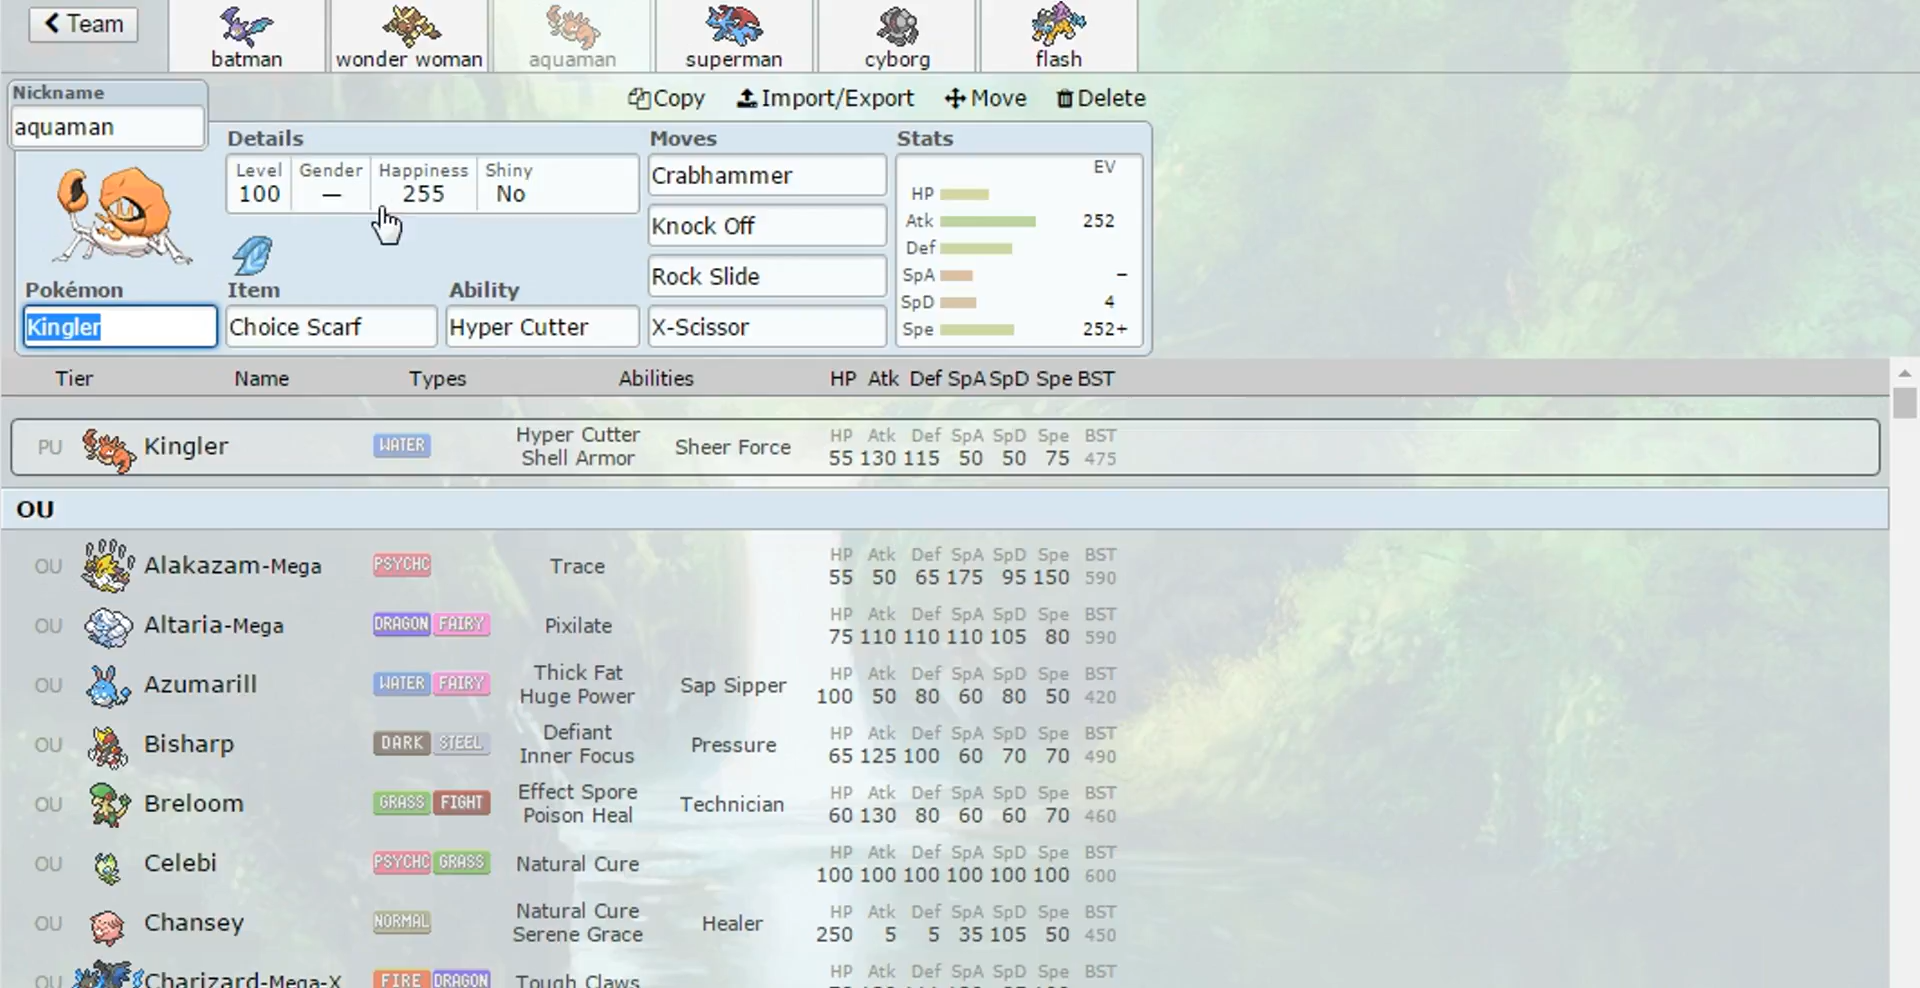 Team
batman
wonder woman
aquaman
superman
cyborg
flash
Nickname
aquaman
Copy Import/Export Move Delete
Details
Level Gender Happiness Shiny
100 — 255 No
Pokémon
Kingler
Item
Choice Scarf
Ability
Hyper Cutter
Moves
Crabhammer
Knock Off
Rock Slide
X-Scissor
Stats
EV
HP
Atk 252
Def
SpA –
SpD 4
Spe 252+
Tier Name Types Abilities HP Atk Def SpA SpD Spe BST
PU Kingler WATER Hyper Cutter Shell Armor Sheer Force HP Atk Def SpA SpD Spe BST
55 130 115 50 50 75 475
OU
OU Alakazam-Mega PSYCHC Trace HP Atk Def SpA SpD Spe BST
55 50 65 175 95 150 590
OU Altaria-Mega DRAGON FAIRY Pixilate HP Atk Def SpA SpD Spe BST
75 110 110 110 105 80 590
OU Azumarill WATER FAIRY Thick Fat Huge Power Sap Sipper HP Atk Def SpA SpD Spe BST
100 50 80 60 80 50 420
OU Bisharp DARK STEEL Defiant Inner Focus Pressure HP Atk Def SpA SpD Spe BST
65 125 100 60 70 70 490
OU Breloom GRASS FIGHT Effect Spore Poison Heal Technician HP Atk Def SpA SpD Spe BST
60 130 80 60 60 70 460
OU Celebi PSYCHC GRASS Natural Cure HP Atk Def SpA SpD Spe BST
100 100 100 100 100 100 600
OU Chansey NORMAL Natural Cure Serene Grace Healer HP Atk Def SpA SpD Spe BST
250 5 5 35 105 50 450
OU Charizard-Mega-X FIRE DRAGON Tough Claws HP Atk Def SpA SpD Spe BST